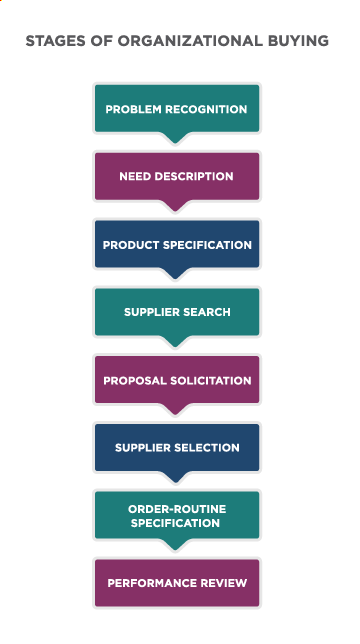 STAGES OF ORGANIZATIONAL BUYING
PROBLEM RECOGNITION
NEED DESCRIPTION
PRODUCT SPECIFICATION
SUPPLIER SEARCH
PROPOSAL SOLICITATION
SUPPLIER SELECTION
ORDER-ROUTINE
SPECIFICATION
PERFORMANCE REVIEW